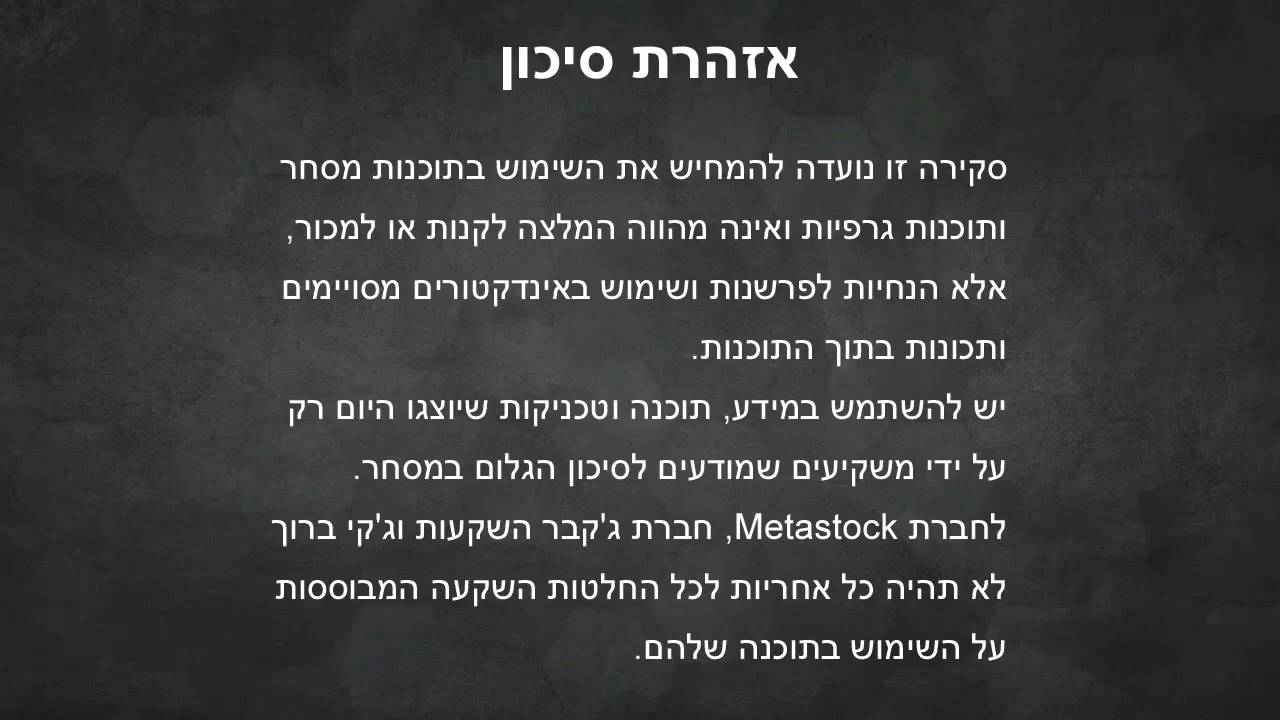 אזהרת סיכון
סקירה זו נועדה להמחיש את השימוש בתוכנות מסחר
ותוכנות גרפיות ואינה מהווה המלצה לקנות או למכור,
אלא הנחיות לפרשנות ושימוש באינדקטורים מסויימים
ותכונות בתוך התוכנות.
יש להשתמש במידע, תוכנה וטכניקות שיוצגו היום רק
על ידי משקיעים שמודעים לסיכון הגלום במסחר.
לחברת Metastock, חברת ג'קבר השקעות וג'קי ברוך
לא תהיה כל אחריות לכל החלטות השקעה המבוססות
על השימוש בתוכנה שלהם.